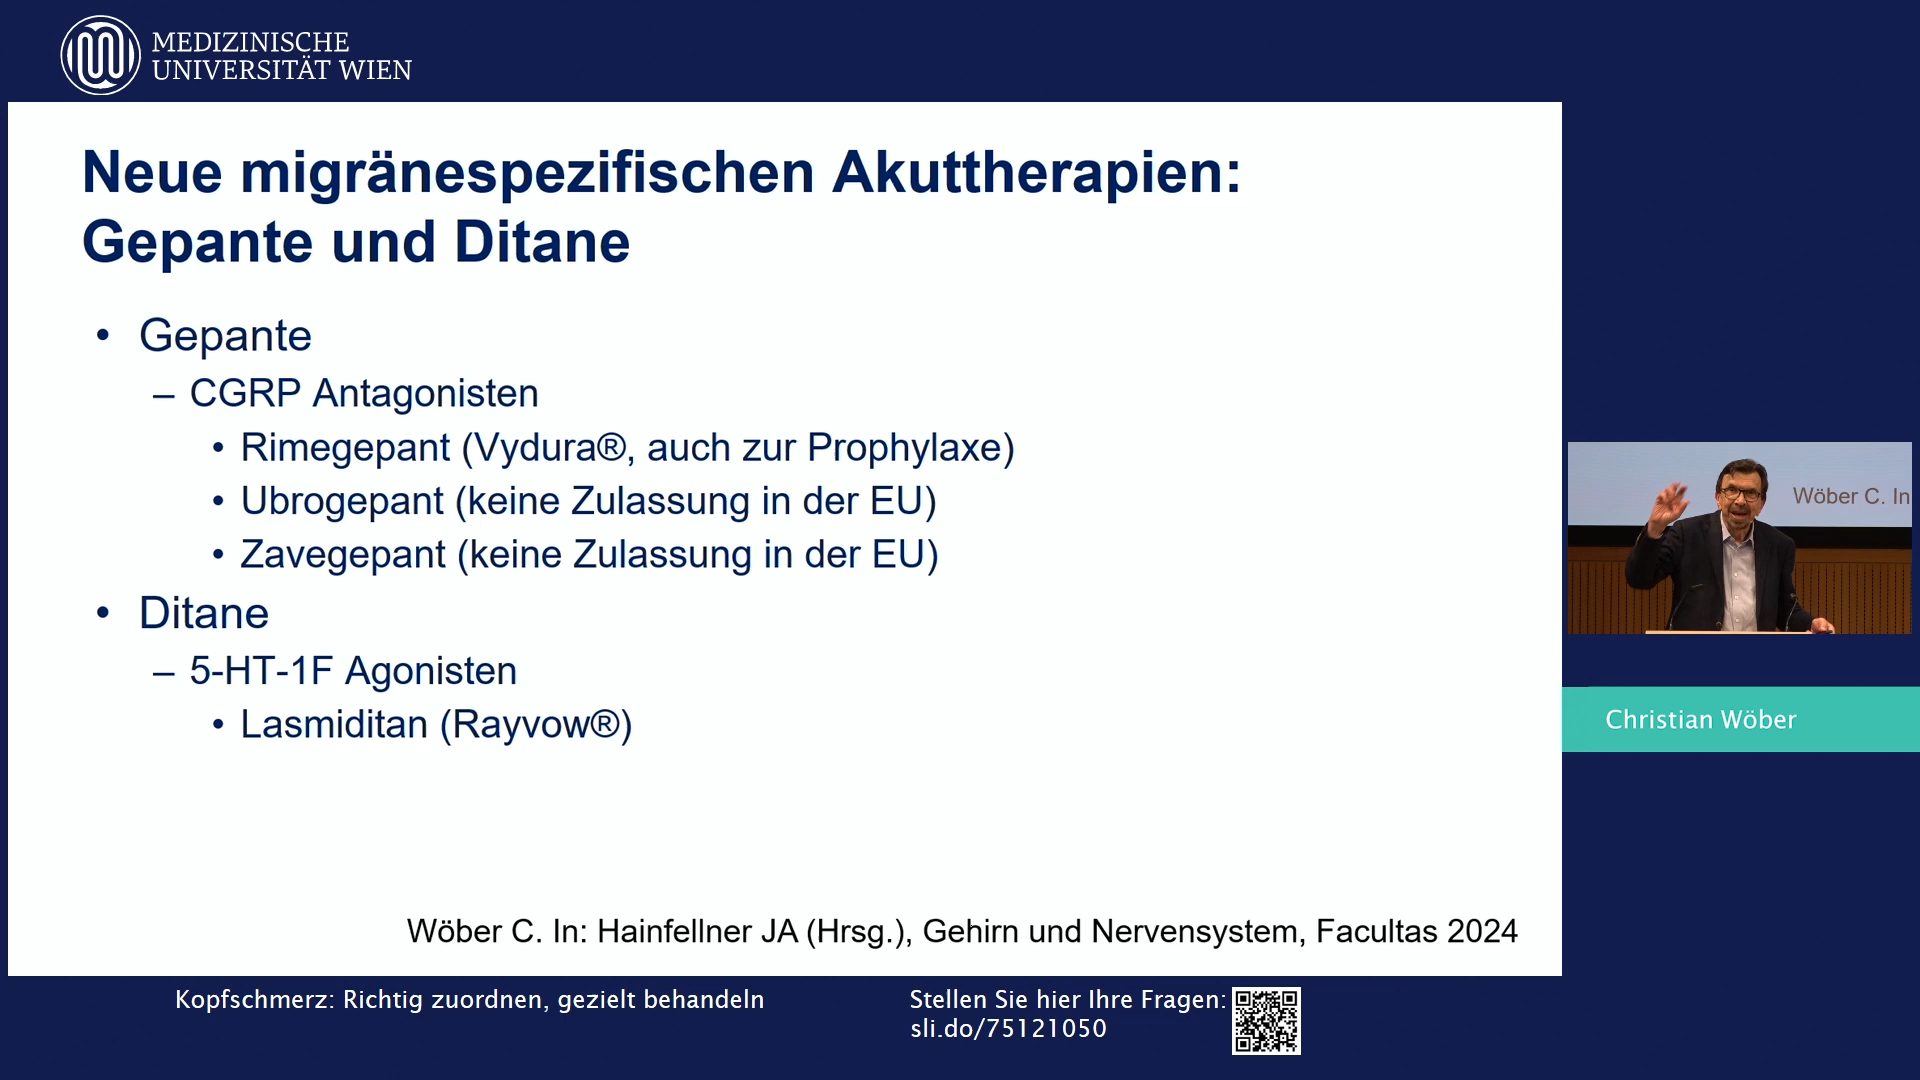 MEDIZINISCHE
UNIVERSITÄT WIEN
Neue migränespezifischen Akuttherapien:
Gepante und Ditane
• Gepante
– CGRP Antagonisten
• Rimegepant (Vydura®, auch zur Prophylaxe)
• Ubrogepant (keine Zulassung in der EU)
• Zavegepant (keine Zulassung in der EU)
• Ditane
– 5-HT-1F Agonisten
• Lasmiditan (Rayvow®)
Wöber C. In: Hainfellner JA (Hrsg.), Gehirn und Nervensystem, Facultas 2024
Wöber C. In
Christian Wöber
Kopfschmerz: Richtig zuordnen, gezielt behandeln
Stellen Sie hier Ihre Fragen:
sli.do/75121050